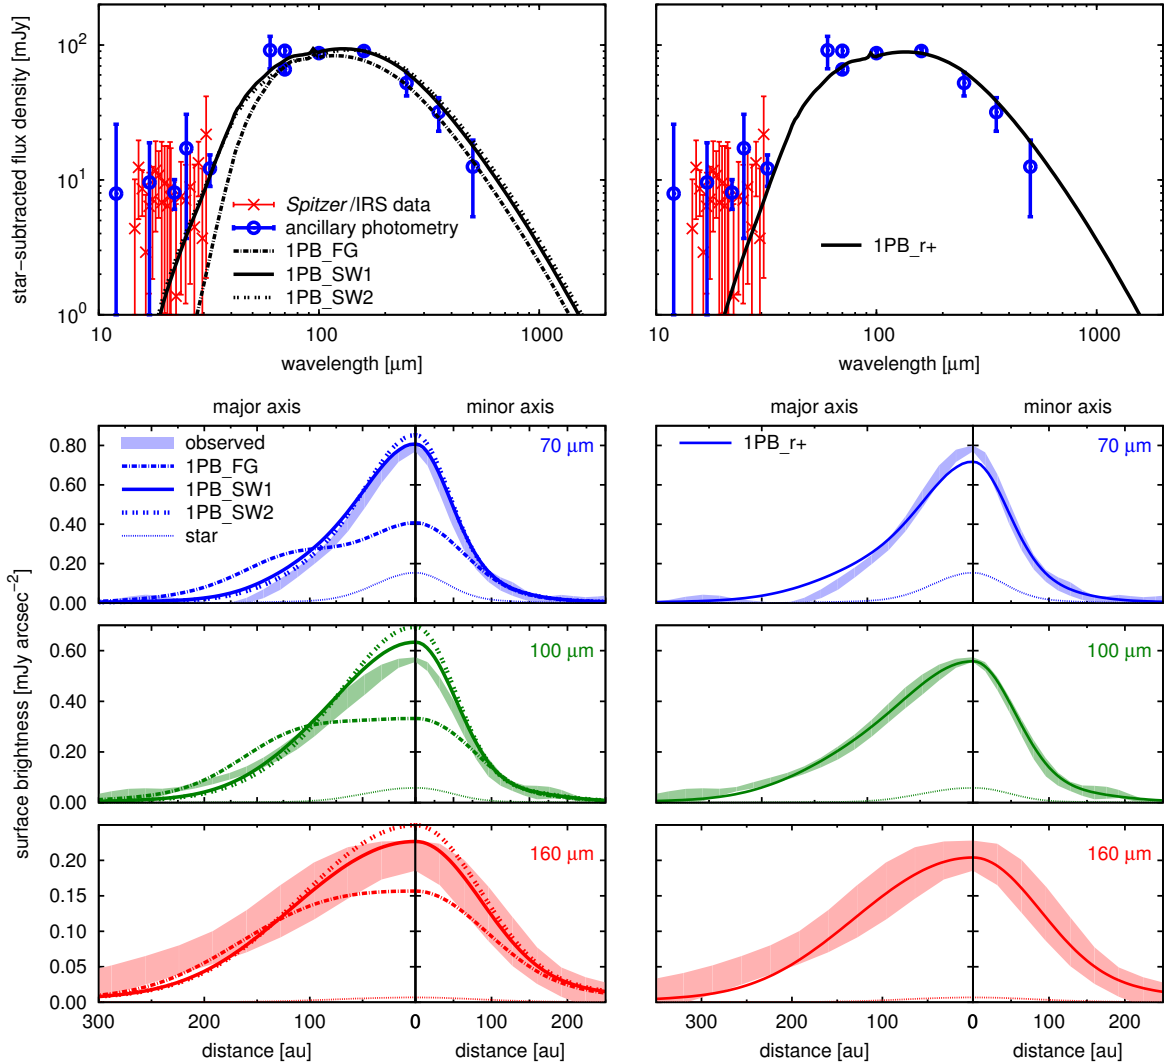 star−subtracted flux density [mJy]
10²
10¹
10⁰
10 100 1000
wavelength [µm]
Spitzer/IRS data
ancillary photometry
1PB_FG
1PB_SW1
1PB_SW2
10²
10¹
10⁰
10 100 1000
wavelength [µm]
1PB_r+
major axis minor axis
major axis minor axis
surface brightness [mJy arcsec⁻²]
0.80
0.60
0.40
0.20
0.00
observed
1PB_FG
1PB_SW1
1PB_SW2
star
70 µm
1PB_r+
70 µm
0.60
0.40
0.20
0.00
100 µm
100 µm
0.20
0.15
0.10
0.05
0.00
160 µm
160 µm
300 200 100 0 100 200
distance [au] distance [au]
300 200 100 0 100 200
distance [au] distance [au]